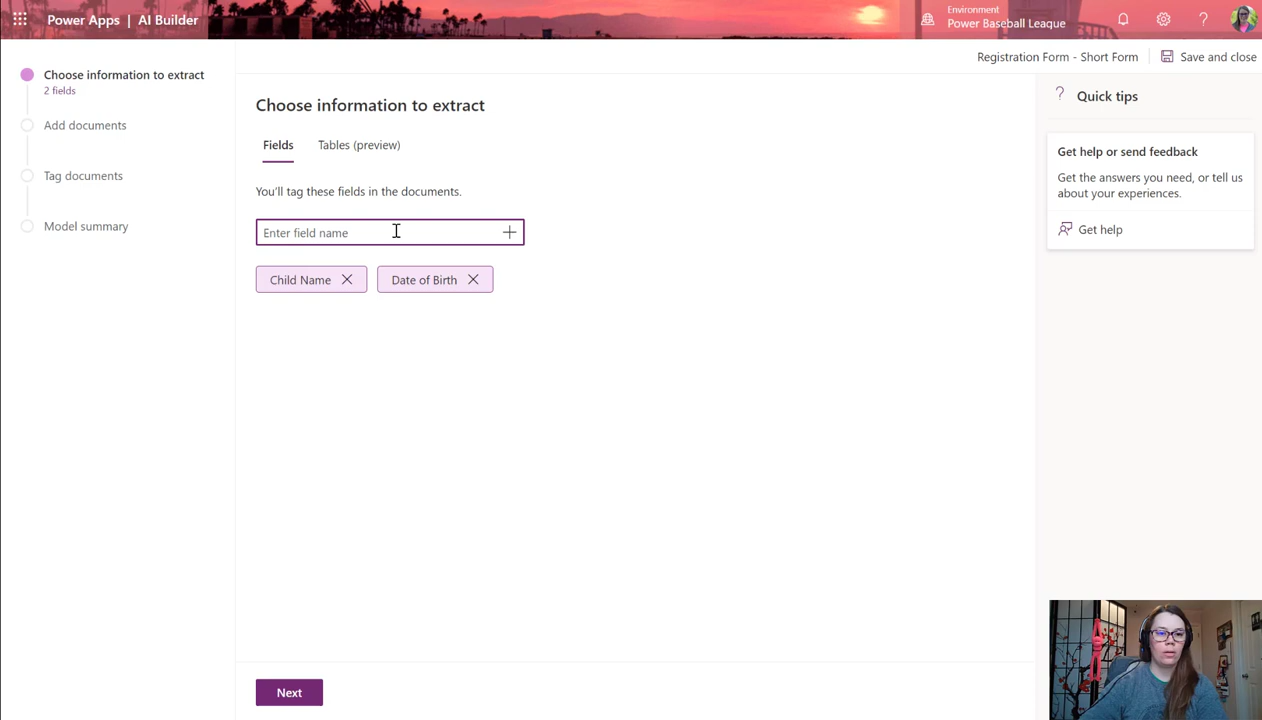 Power Apps | AI Builder
Environment
Power Baseball League
?
Registration Form - Short Form
Save and close
Choose information to extract
2 fields
Add documents
Tag documents
Model summary
Choose information to extract
Fields
Tables (preview)
You'll tag these fields in the documents.
Enter field name
Child Name
Date of Birth
Next
? Quick tips
Get help or send feedback
Get the answers you need, or tell us
about your experiences.
Get help